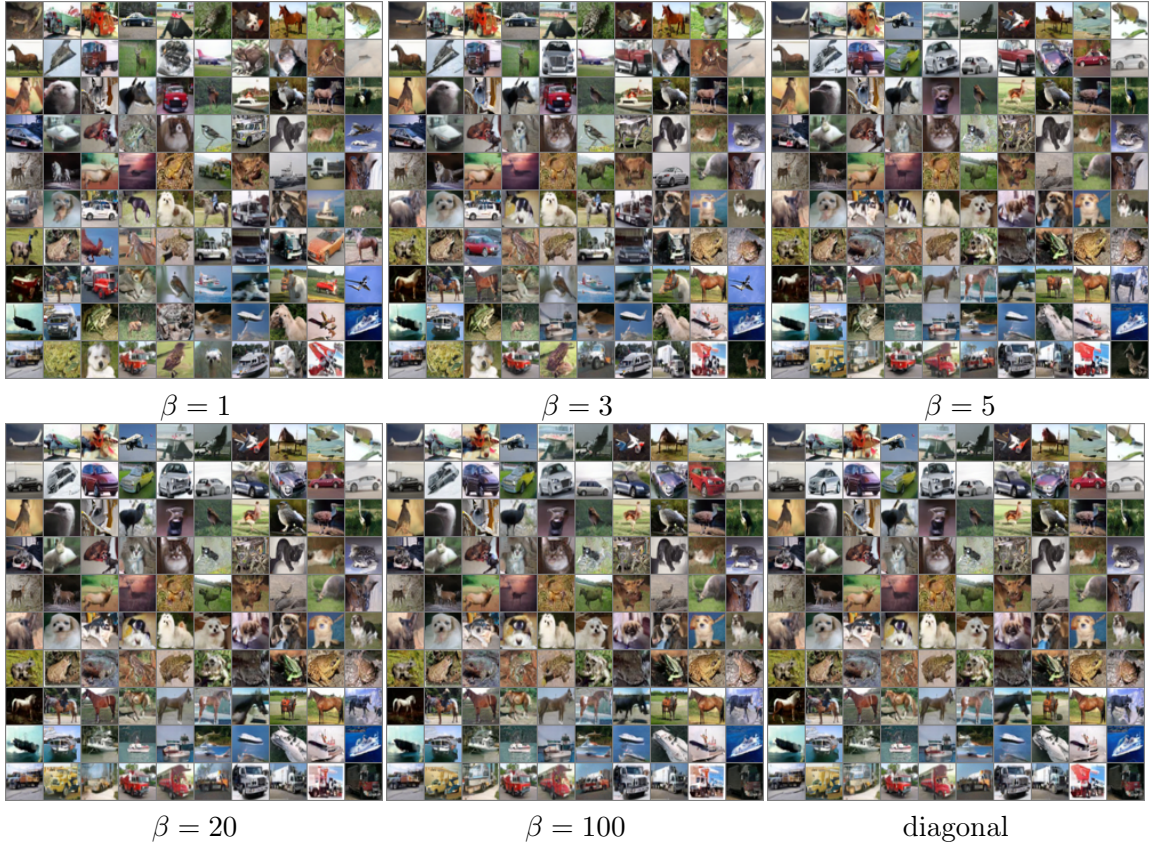 β = 1
β = 3
β = 5
β = 20
β = 100
diagonal